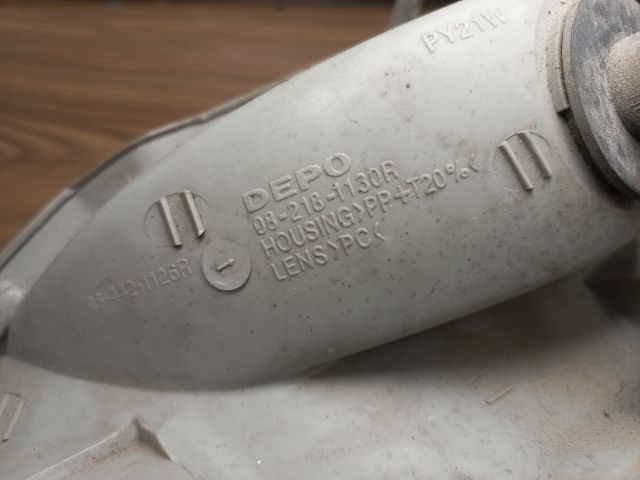 PY21W
DEPO
08-218-1130R
HOUSING>PP+T20%<
LENS>PC<
08-442-1126R